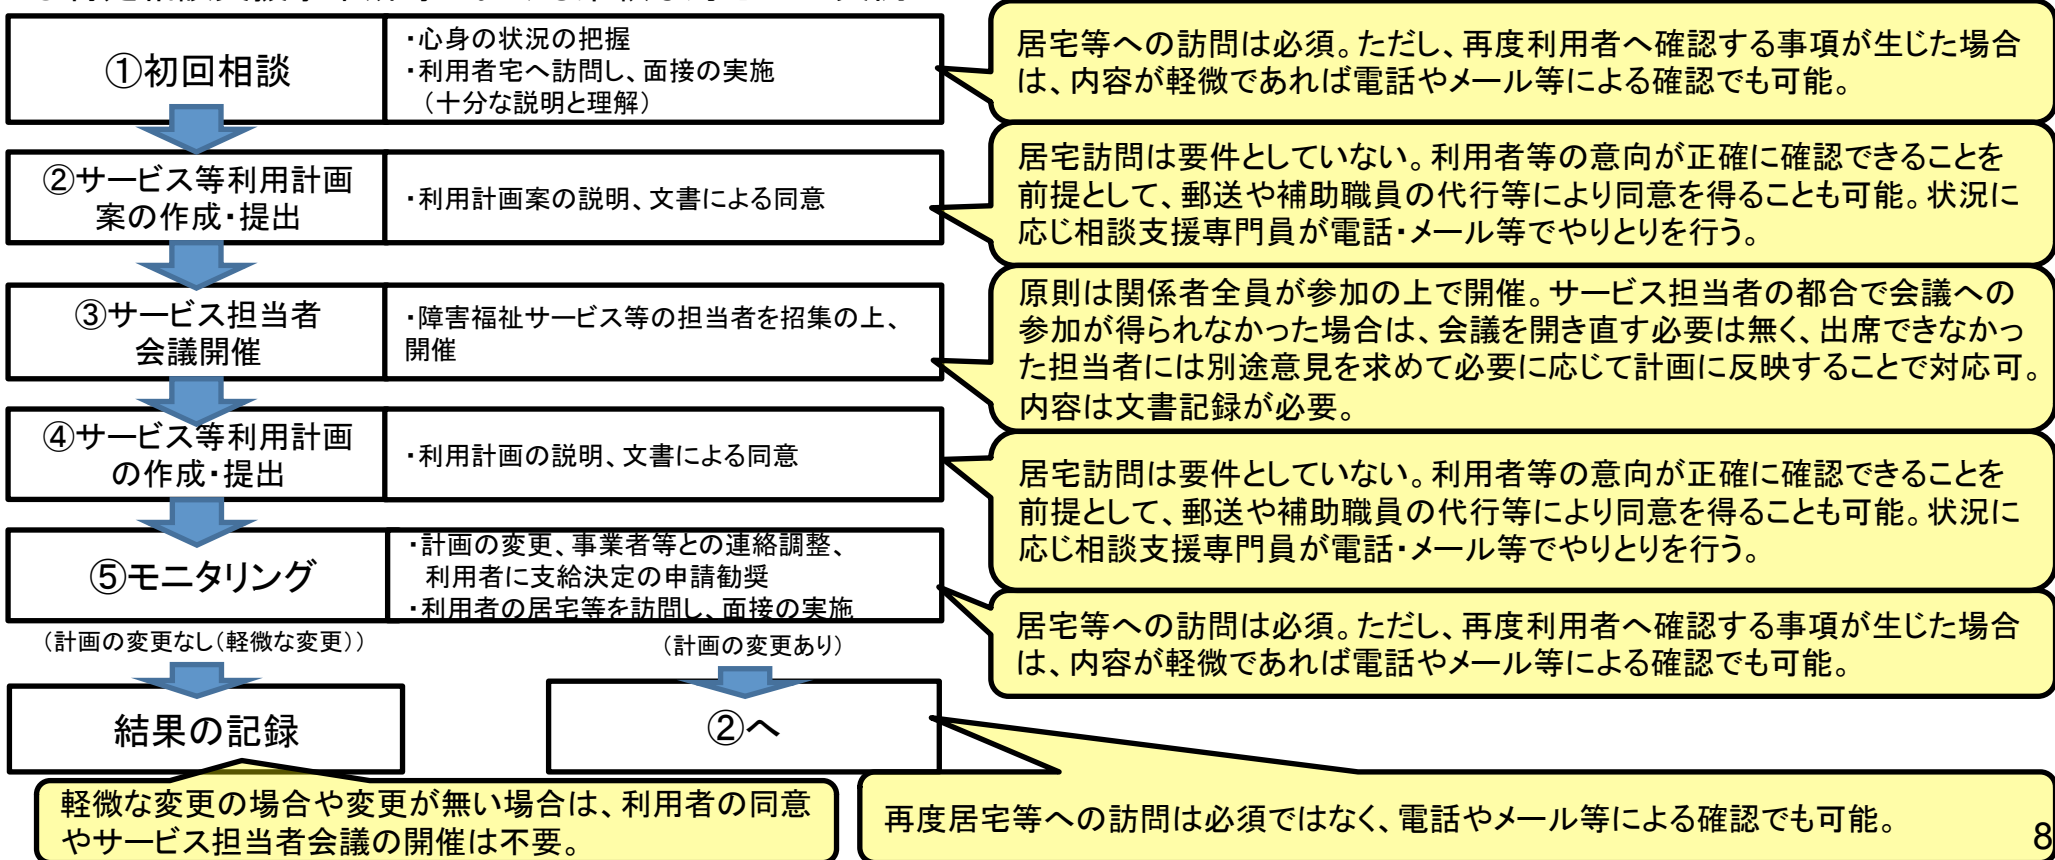 ①初回相談
・心身の状況の把握
・利用者宅へ訪問し、面接の実施
（十分な説明と理解）
居宅等への訪問は必須。ただし、再度利用者へ確認する事項が生じた場合
は、内容が軽微であれば電話やメール等による確認でも可能。
②サービス等利用計画
案の作成・提出
・利用計画案の説明、文書による同意
居宅訪問は要件としていない。利用者等の意向が正確に確認できることを
前提として、郵送や補助職員の代行等により同意を得ることも可能。状況に
応じ相談支援専門員が電話・メール等でやりとりを行う。
③サービス担当者
会議開催
・障害福祉サービス等の担当者を招集の上、
開催
原則は関係者全員が参加の上で開催。サービス担当者の都合で会議への
参加が得られなかった場合は、会議を開き直す必要は無く、出席できなかっ
た担当者には別途意見を求めて必要に応じて計画に反映することで対応可。
内容は文書記録が必要。
④サービス等利用計画
の作成・提出
・利用計画の説明、文書による同意
居宅訪問は要件としていない。利用者等の意向が正確に確認できることを
前提として、郵送や補助職員の代行等により同意を得ることも可能。状況に
応じ相談支援専門員が電話・メール等でやりとりを行う。
⑤モニタリング
・計画の変更、事業者等との連絡調整、
利用者に支給決定の申請勧奨
・利用者の居宅等を訪問し、面接の実施
居宅等への訪問は必須。ただし、再度利用者へ確認する事項が生じた場合
は、内容が軽微であれば電話やメール等による確認でも可能。
（計画の変更なし（軽微な変更））
（計画の変更あり）
結果の記録
②へ
軽微な変更の場合や変更が無い場合は、利用者の同意
やサービス担当者会議の開催は不要。
再度居宅等への訪問は必須ではなく、電話やメール等による確認でも可能。
8